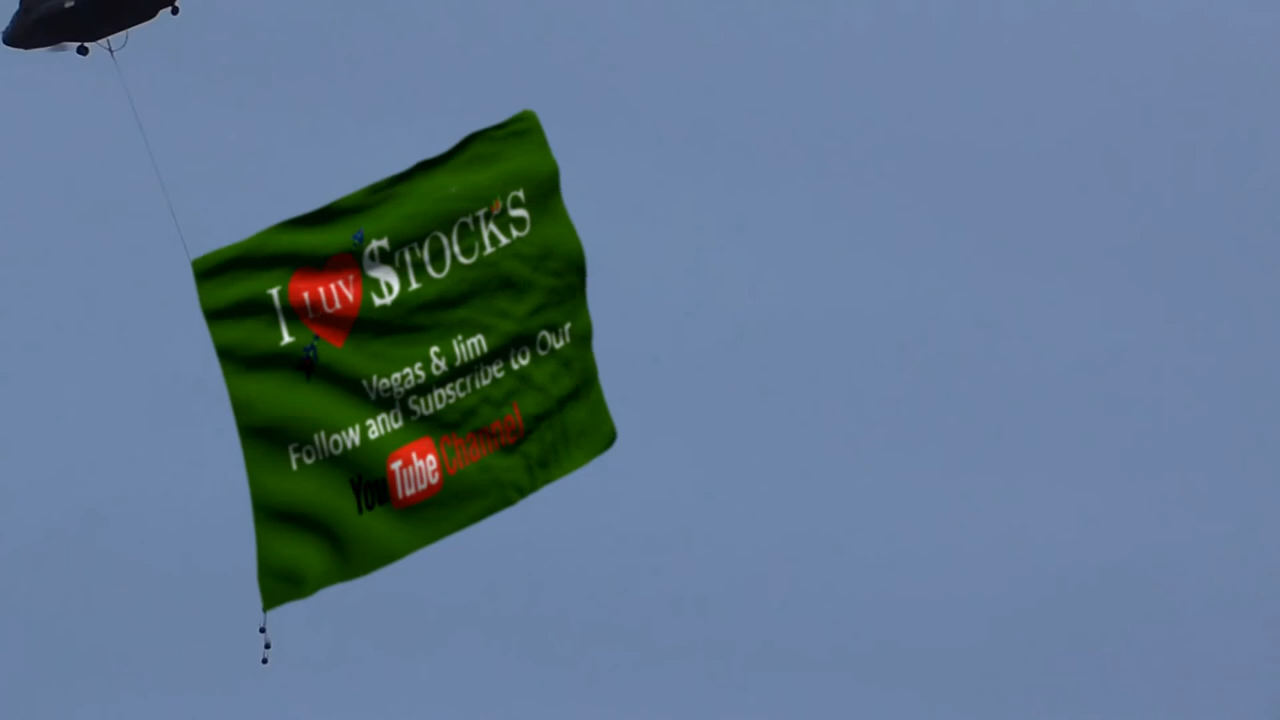 I LUV $TOCKS
Vegas & Jim
Follow and Subscribe to Our
YouTube Channel